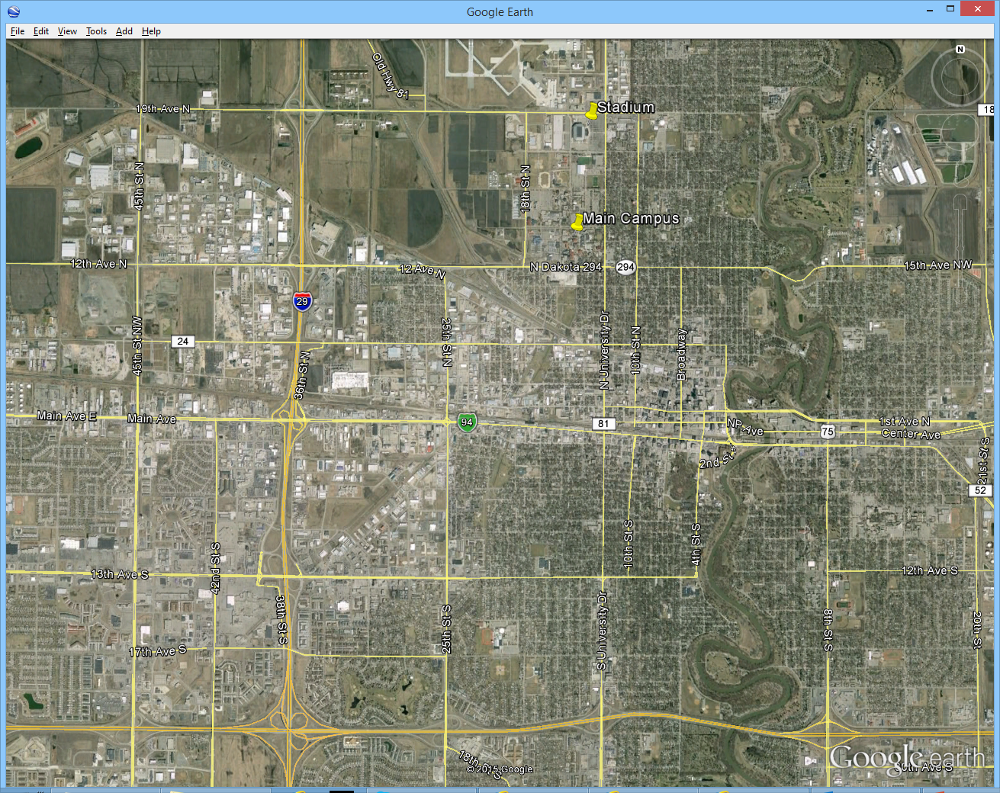 Google Earth
File Edit View Tools Add Help
N
Old Hwy 81
19th Ave N
Stadium
18
45th St N
18th St N
Main Campus
12th Ave N
12 Ave N
N Dakota 294
294
15th Ave NW
29
45th St NW
24
25th St N
N University Dr
10th St N
Broadway
36th St N
Main Ave E
Main Ave
94
81
NP Ave
75
1st Ave N
Center Ave
2nd St
21st St S
52
10th St S
4th St S
42nd St S
13th Ave S
12th Ave S
38th St S
25th St S
S University Dr
8th St S
20th St
17th Ave S
18th St S
© 2015 Google
Google earth
30th Ave S